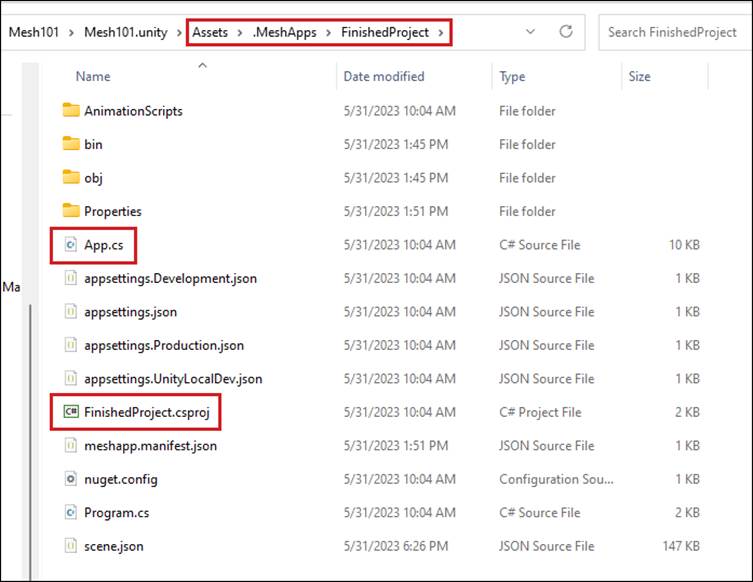 Mesh101 > Mesh101.unity > Assets > .MeshApps > FinishedProject > Search FinishedProject
Name Date modified Type Size
AnimationScripts 5/31/2023 10:04 AM File folder
bin 5/31/2023 1:45 PM File folder
obj 5/31/2023 1:45 PM File folder
Properties 5/31/2023 1:51 PM File folder
App.cs 5/31/2023 10:04 AM C# Source File 10 KB
appsettings.Development.json 5/31/2023 10:04 AM JSON Source File 1 KB
Ma
appsettings.json 5/31/2023 10:04 AM JSON Source File 1 KB
appsettings.Production.json 5/31/2023 10:04 AM JSON Source File 1 KB
appsettings.UnityLocalDev.json 5/31/2023 10:04 AM JSON Source File 1 KB
C# FinishedProject.csproj 5/31/2023 10:04 AM C# Project File 2 KB
meshapp.manifest.json 5/31/2023 1:51 PM JSON Source File 1 KB
nuget.config 5/31/2023 10:04 AM Configuration Sou... 1 KB
Program.cs 5/31/2023 10:04 AM C# Source File 2 KB
scene.json 5/31/2023 6:26 PM JSON Source File 147 KB